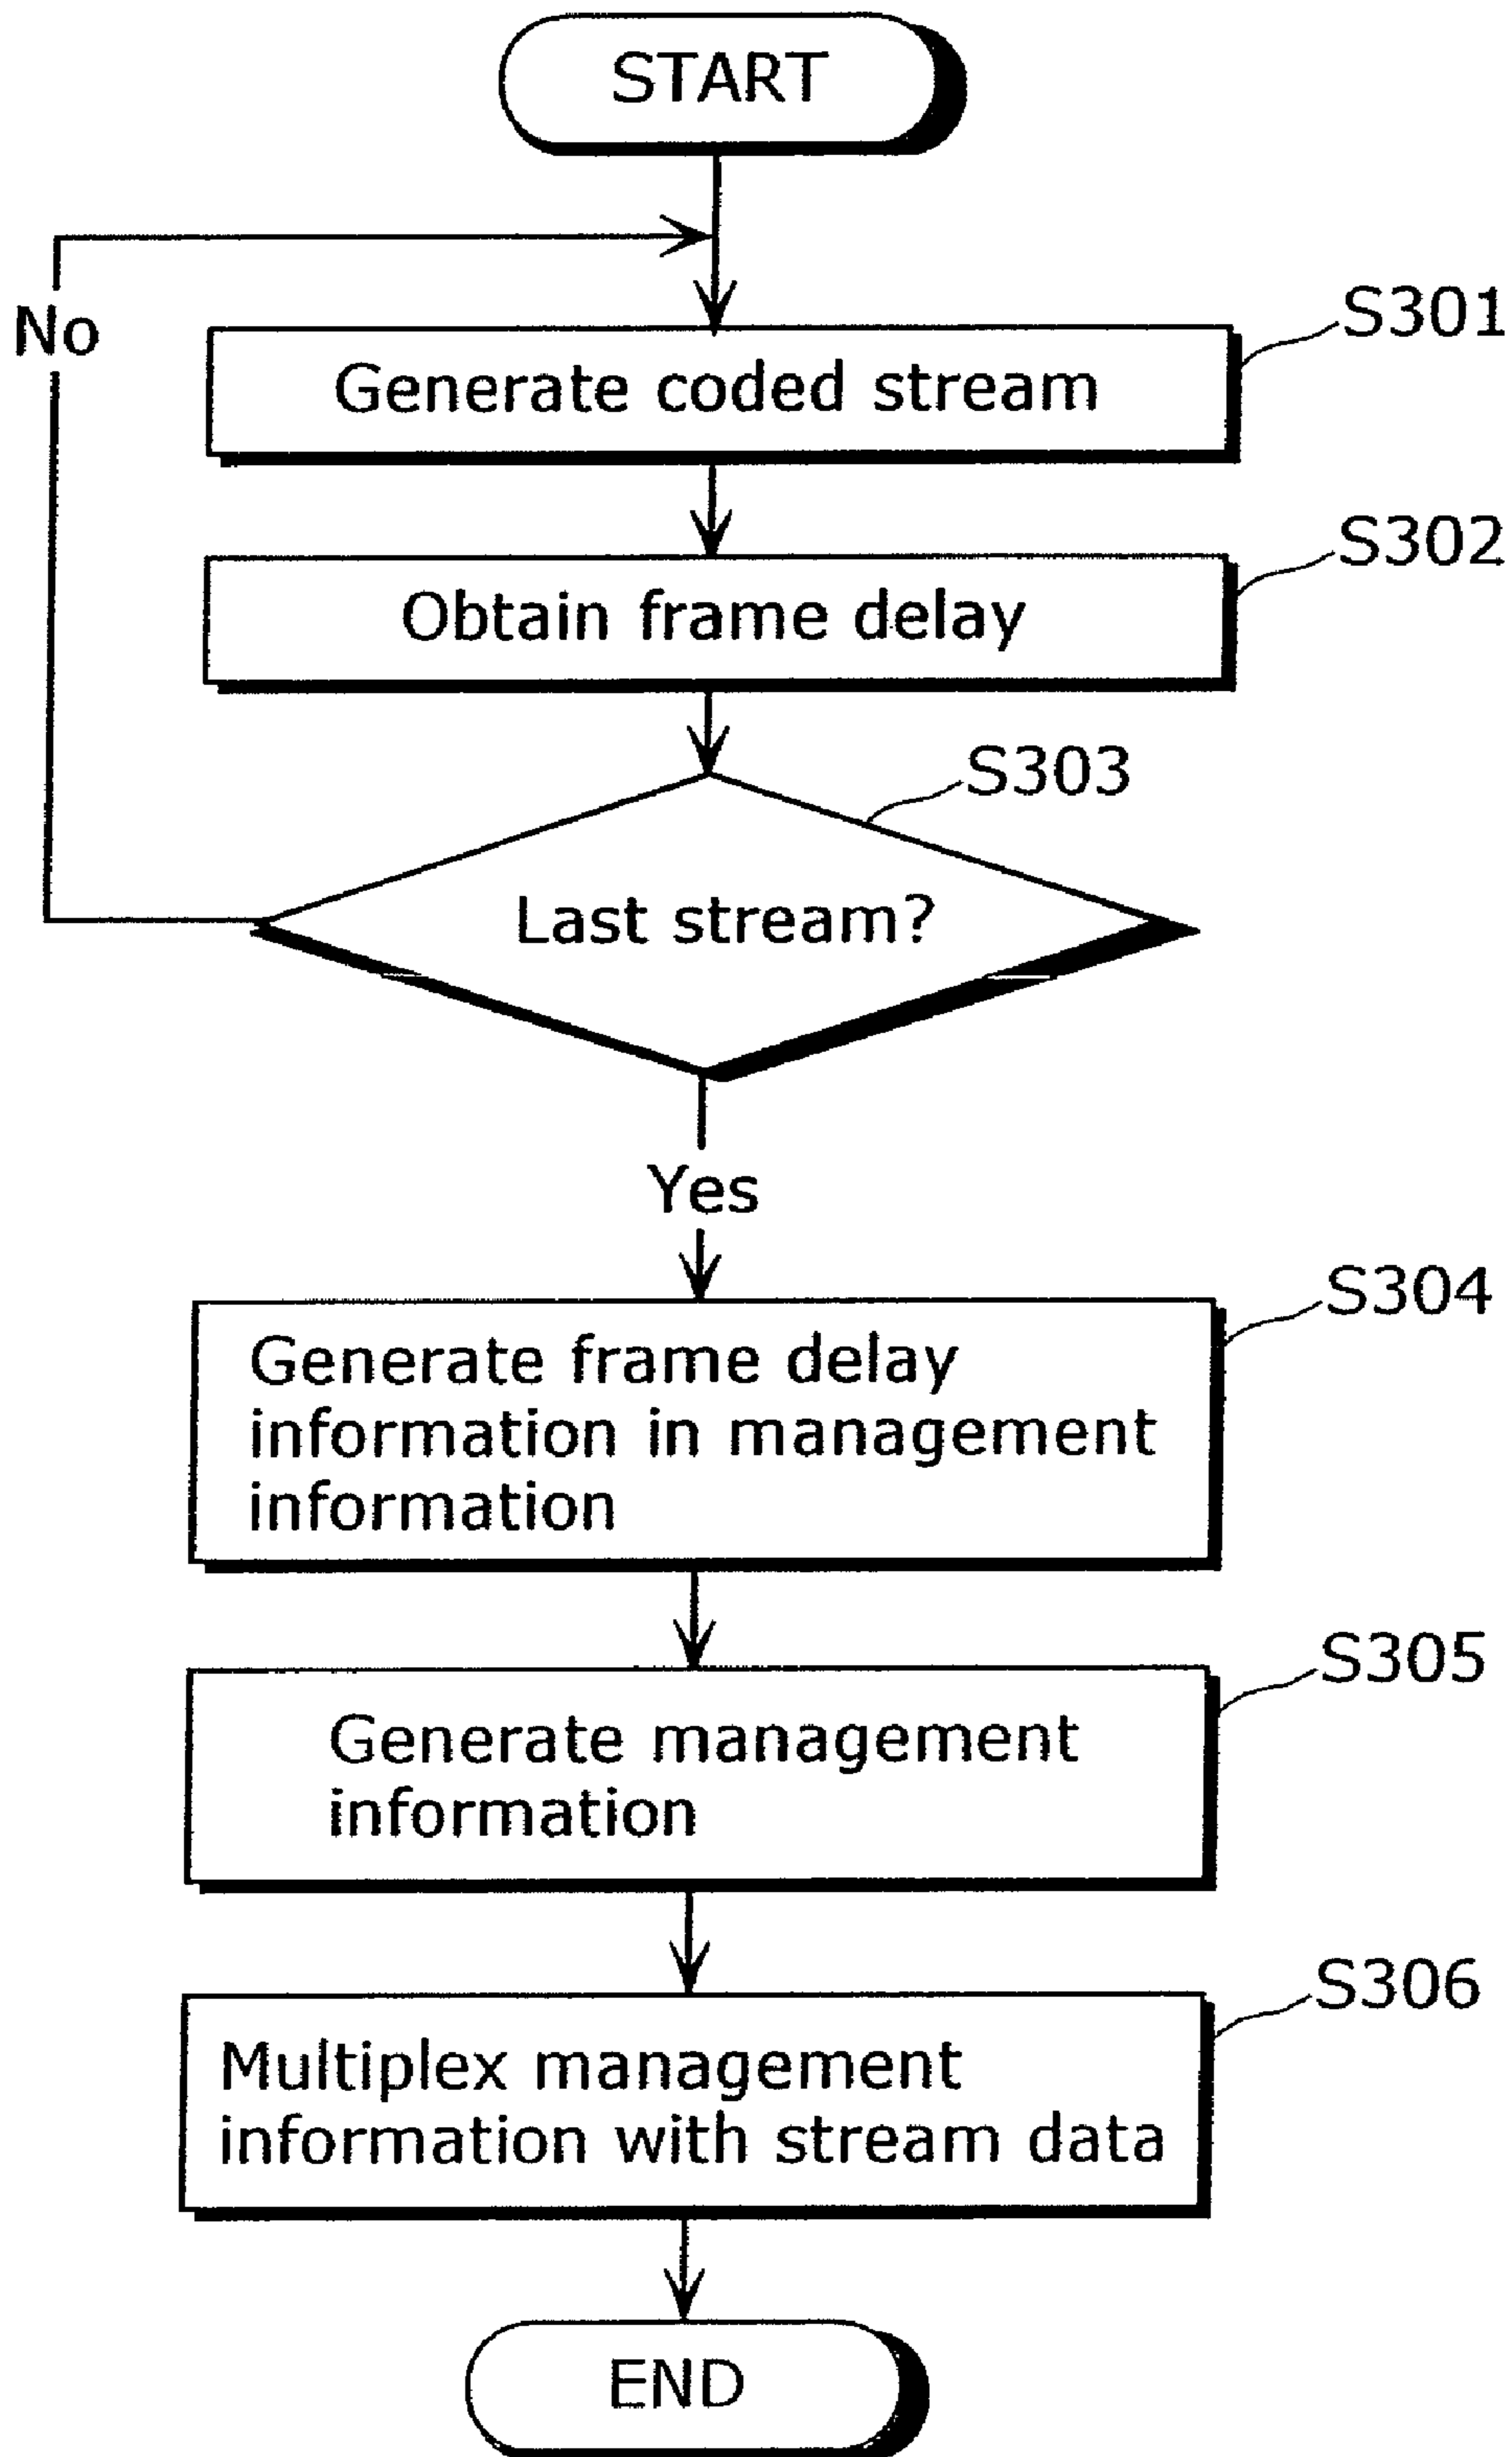 START
No
S301
Generate coded stream
S302
Obtain frame delay
S303
Last stream?
Yes
S304
Generate frame delay
information in management
information
S305
Generate management
information
S306
Multiplex management
information with stream data
END